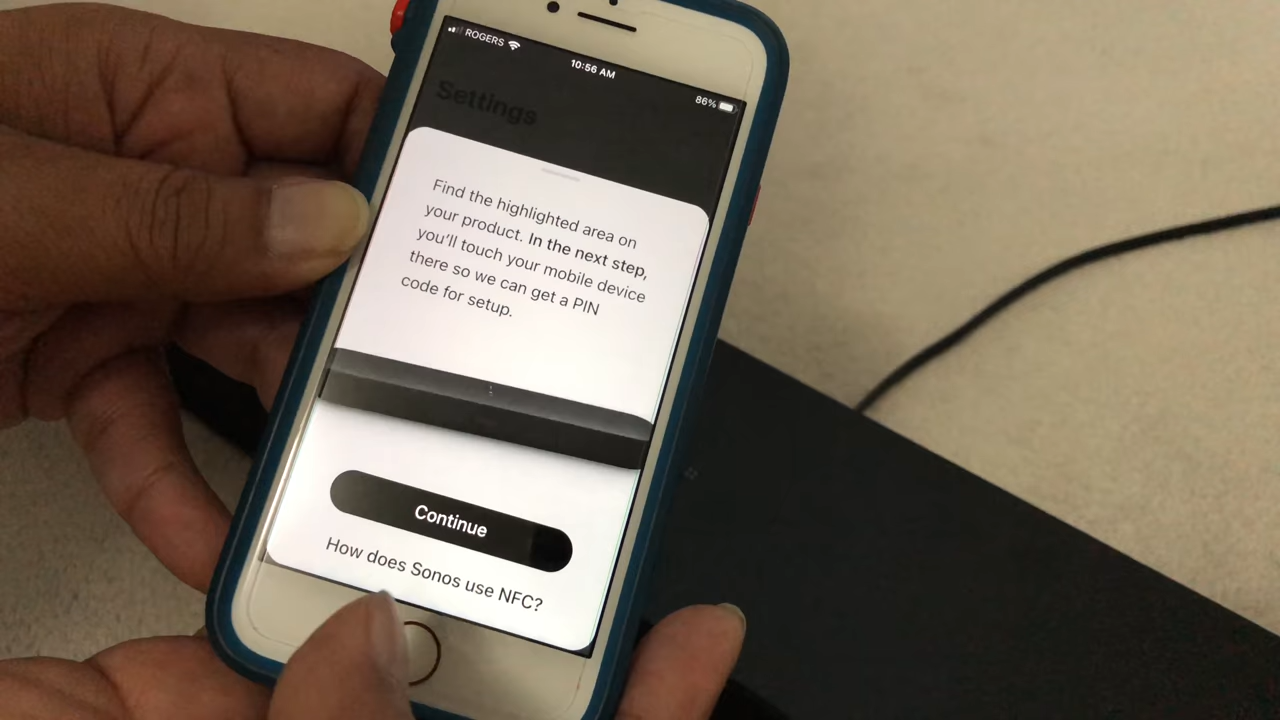 ROGERS
10:56 AM
86%
Settings
Find the highlighted area on
your product. In the next step,
you'll touch your mobile device
there so we can get a PIN
code for setup.
Continue
How does Sonos use NFC?